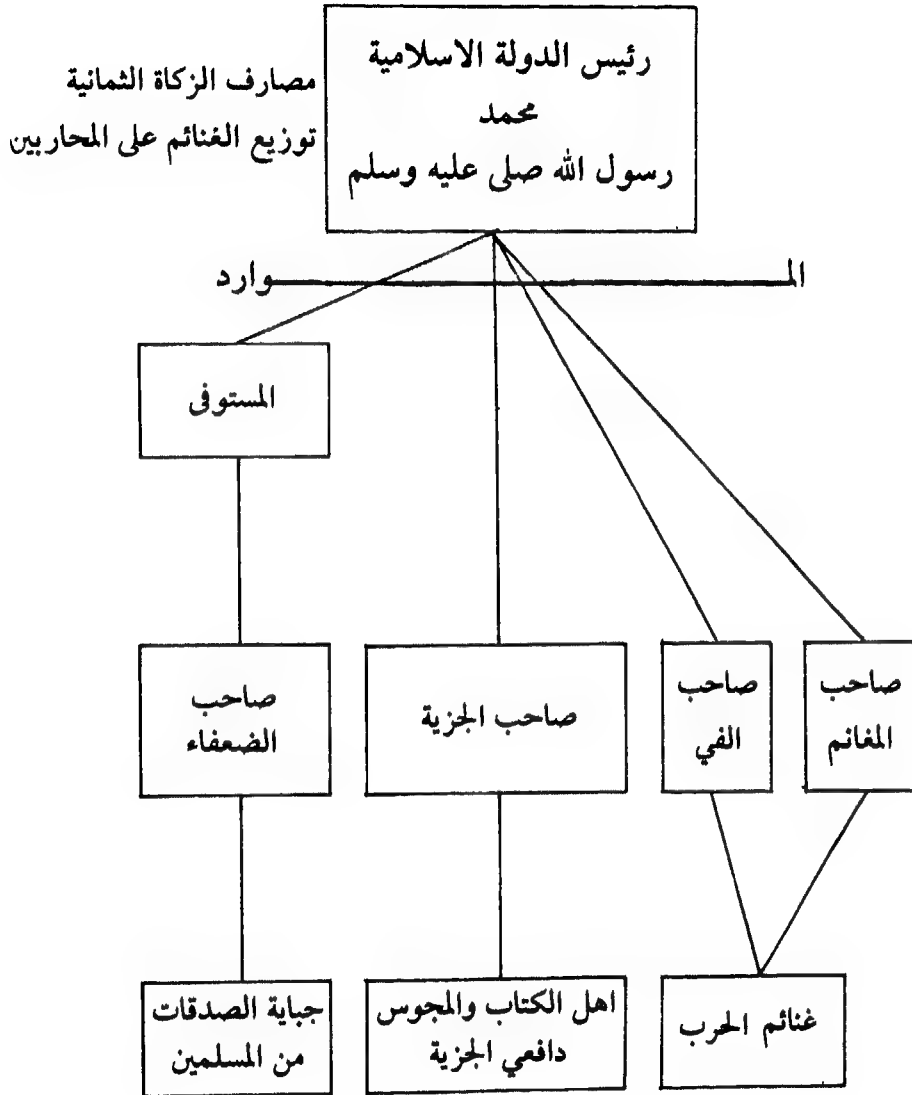 رئيس الدولة الاسلامية
محمد
رسول الله صلى عليه وسلم
مصارف الزكاة الثمانية
توزيع الغنائم على المحاربين
المـوارد
المستوفى
صاحب
المغانم
صاحب
الفي
صاحب الجزية
صاحب
الضعفاء
غنائم الحرب
اهل الكتاب والمجوس
دافعي الجزية
جباية الصدقات
من المسلمين